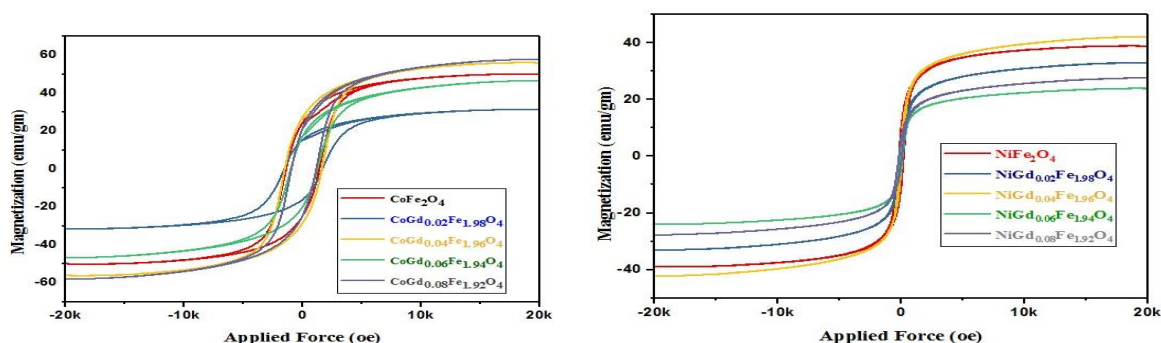 60
40
20
0
-20
-40
-60
Magnetization (emu/gm)
CoFe₂O₄
CoGd₀.₀₂Fe₁.₉₈O₄
CoGd₀.₀₄Fe₁.₉₆O₄
CoGd₀.₀₆Fe₁.₉₄O₄
CoGd₀.₀₈Fe₁.₉₂O₄
-20k -10k 0 10k 20k
Applied Force (oe)
40
20
0
-20
-40
Magnetization (emu/gm)
NiFe₂O₄
NiGd₀.₀₂Fe₁.₉₈O₄
NiGd₀.₀₄Fe₁.₉₆O₄
NiGd₀.₀₆Fe₁.₉₄O₄
NiGd₀.₀₈Fe₁.₉₂O₄
-20k -10k 0 10k 20k
Applied Force (oe)